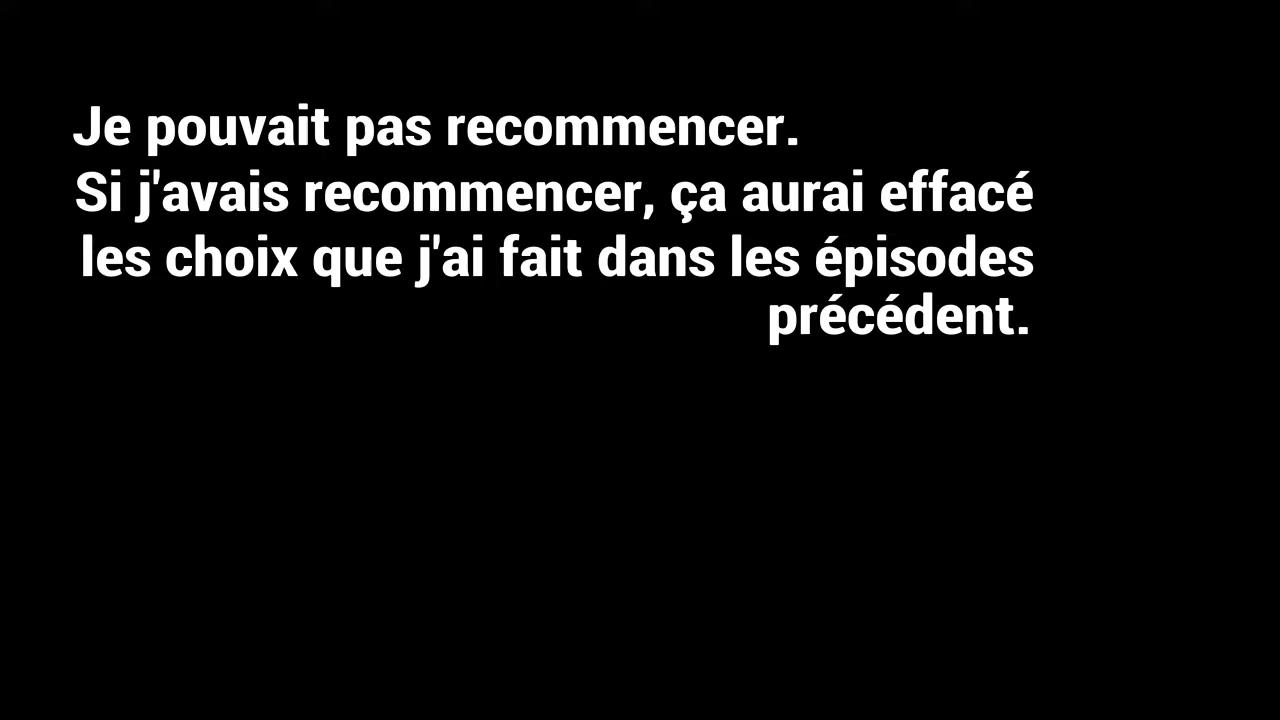 Je pouvait pas recommencer.
Si j'avais recommencer, ça aurai effacé
les choix que j'ai fait dans les épisodes
précédent.